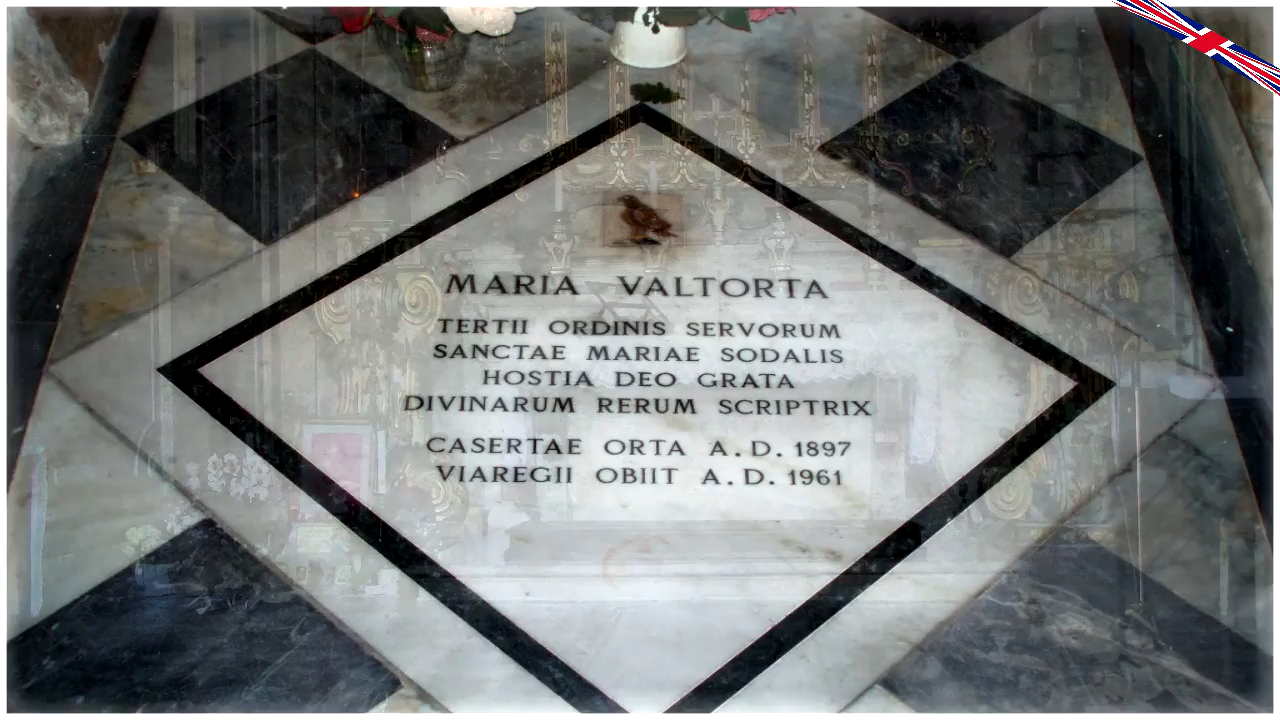 MARIA VALTORTA
TERTII ORDINIS SERVORUM
SANCTAE MARIAE SODALIS
HOSTIA DEO GRATA
DIVINARUM RERUM SCRIPTRIX
CASERTAE ORTA A.D. 1897
VIAREGII OBIIT A.D. 1961